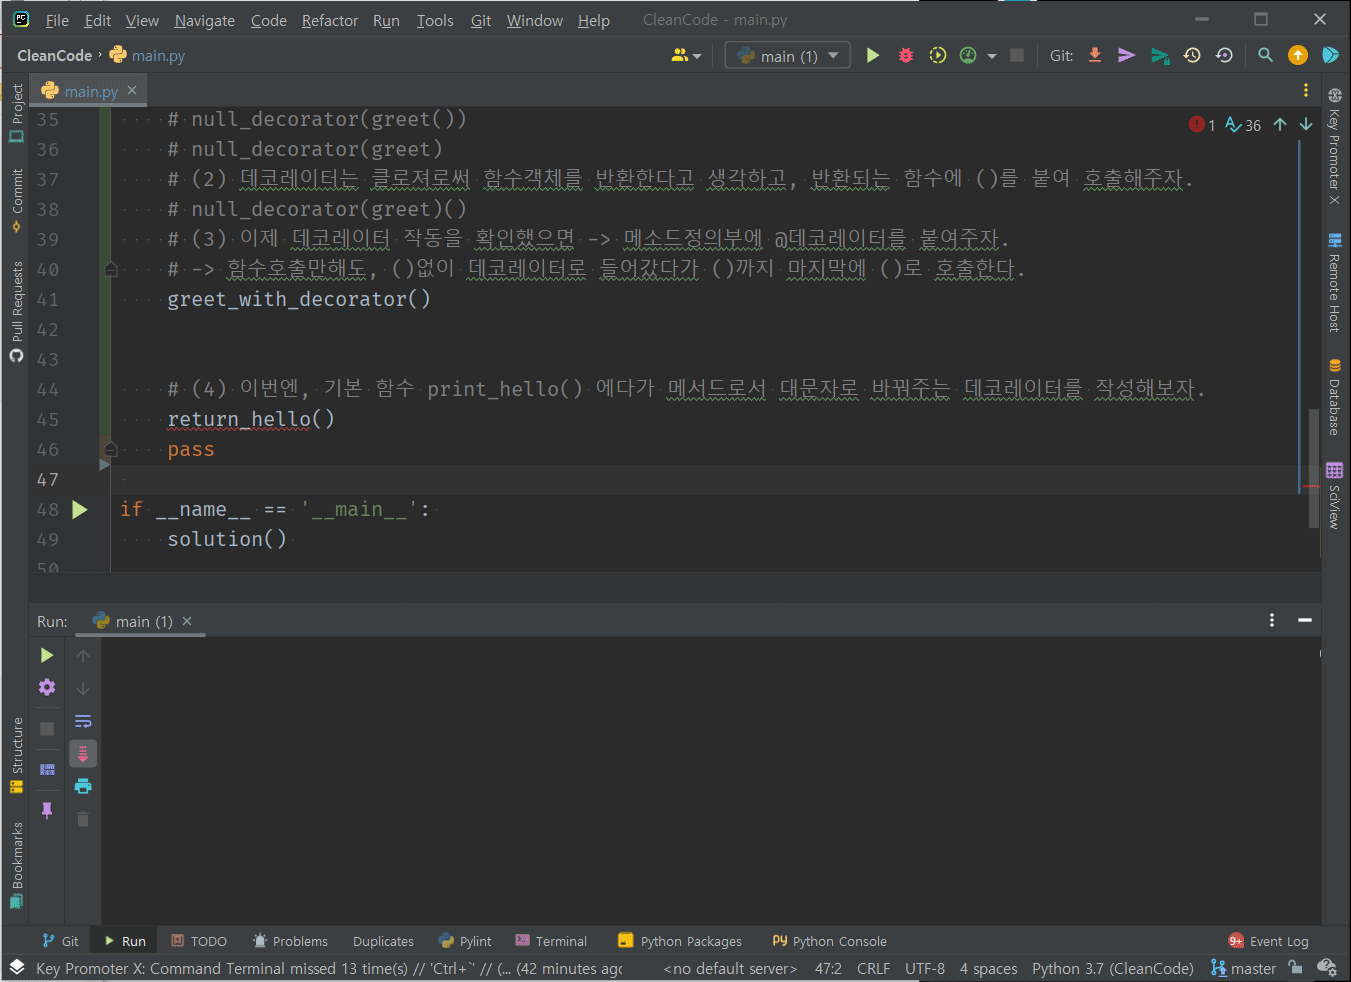 File Edit View Navigate Code Refactor Run Tools Git Window Help CleanCode - main.py
CleanCode main.py main (1) Git:
main.py
Project
Commit
Pull Requests
Structure
Bookmarks
1 36
35 # null_decorator(greet())
36 # null_decorator(greet)
37 # (2) 데코레이터는 클로져로써 함수객체를 반환한다고 생각하고, 반환되는 함수에 ()를 붙여 호출해주자.
38 # null_decorator(greet)()
39 # (3) 이제 데코레이터 작동을 확인했으면 -> 메소드정의부에 @데코레이터를 붙여주자.
40 # -> 함수호출만해도, ()없이 데코레이터로 들어갔다가 ()까지 마지막에 ()로 호출한다.
41 greet_with_decorator()
42
43
44 # (4) 이번엔, 기본 함수 print_hello() 에다가 메서드로서 대문자로 바꿔주는 데코레이터를 작성해보자.
45 return_hello()
46 pass
47
48 if __name__ == '__main__':
49 solution()
50
Key Promoter X
Remote Host
Database
SciView
Run: main (1)
Git Run TODO Problems Duplicates Pylint Terminal Python Packages Python Console 9+ Event Log
Key Promoter X: Command Terminal missed 13 time(s) // 'Ctrl+`' // (... (42 minutes agc <no default server> 47:2 CRLF UTF-8 4 spaces Python 3.7 (CleanCode) master